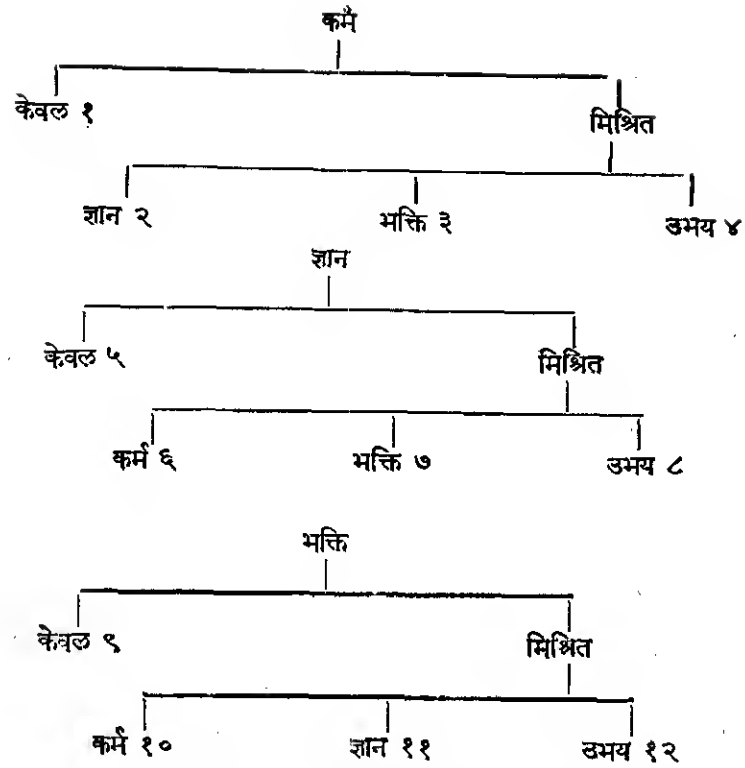 कर्म
केवल १
मिश्रित
ज्ञान २ भक्ति ३ उभय ४
ज्ञान
केवल ५
मिश्रित
कर्म ६ भक्ति ७ उभय ८
भक्ति
केवल ९
मिश्रित
कर्म १० ज्ञान ११ उभय १२